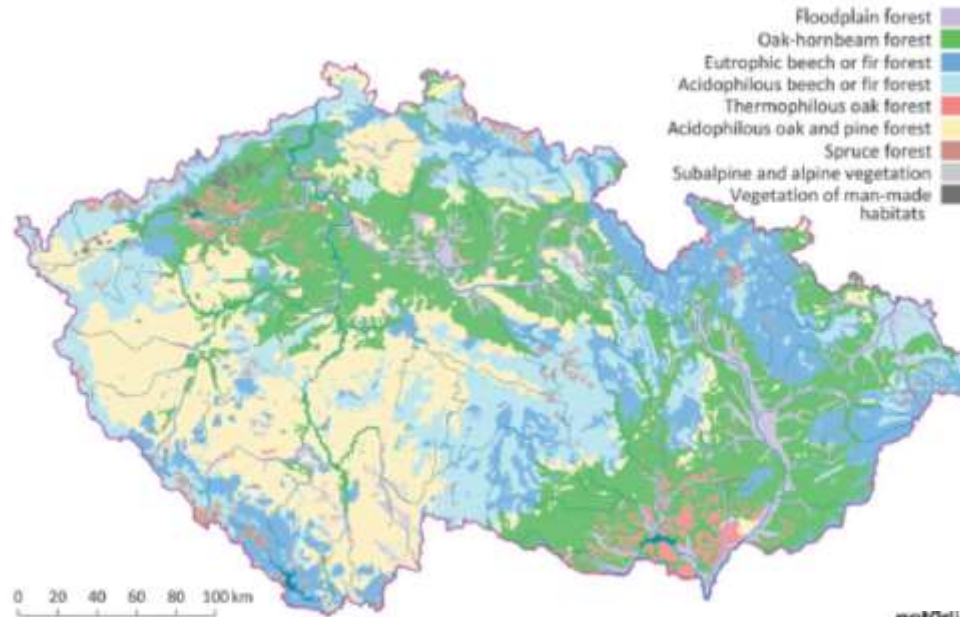 Floodplain forest
Oak-hornbeam forest
Eutrophic beech or fir forest
Acidophilous beech or fir forest
Thermophilous oak forest
Acidophilous oak and pine forest
Spruce forest
Subalpine and alpine vegetation
Vegetation of man-made
habitats
0 20 40 60 80 100 km